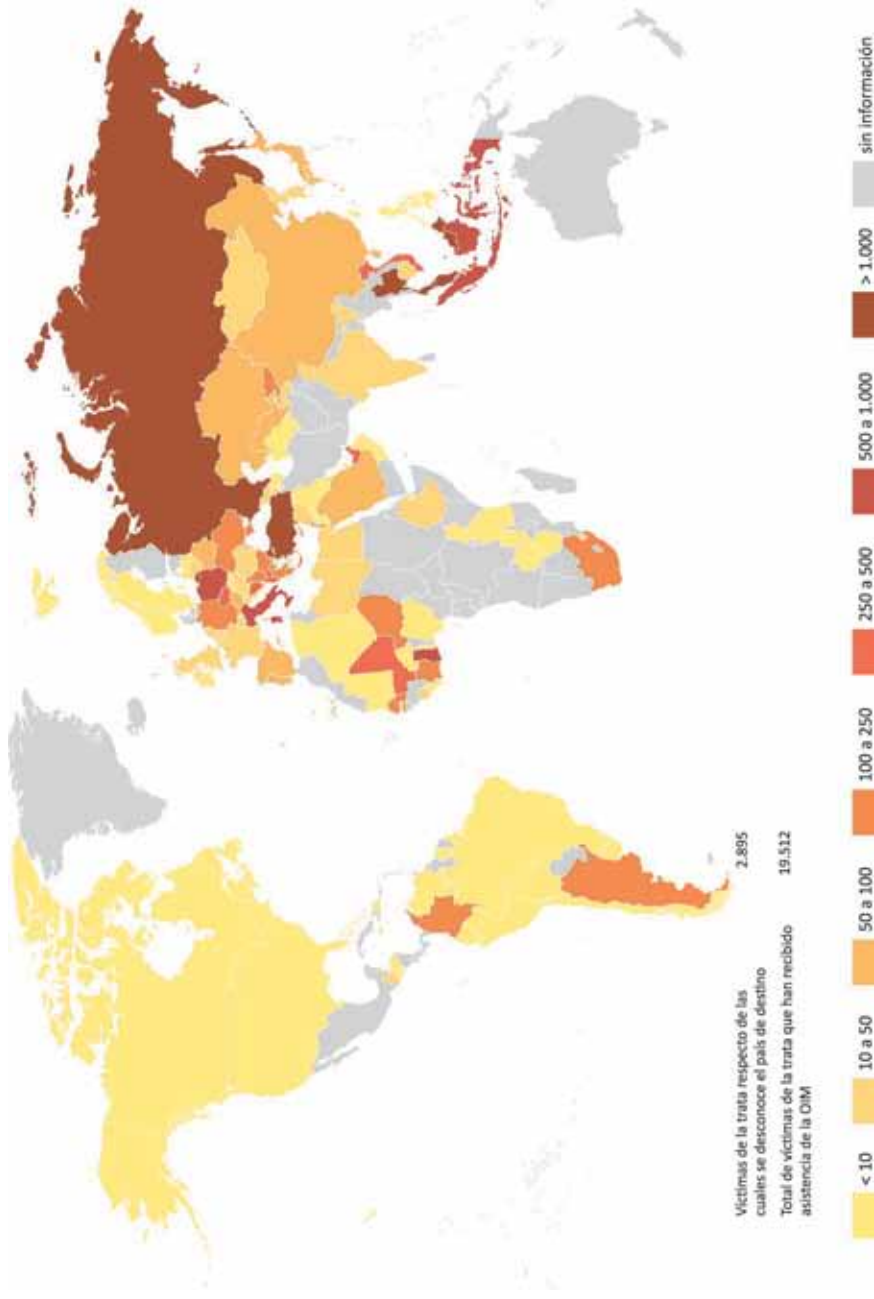 Víctimas de la trata respecto de las
cuales se desconoce el país de destino
2.895
Total de víctimas de la trata que han recibido
asistencia de la OIM
19.512
< 10
10 a 50
50 a 100
100 a 250
250 a 500
500 a 1.000
> 1.000
sin información